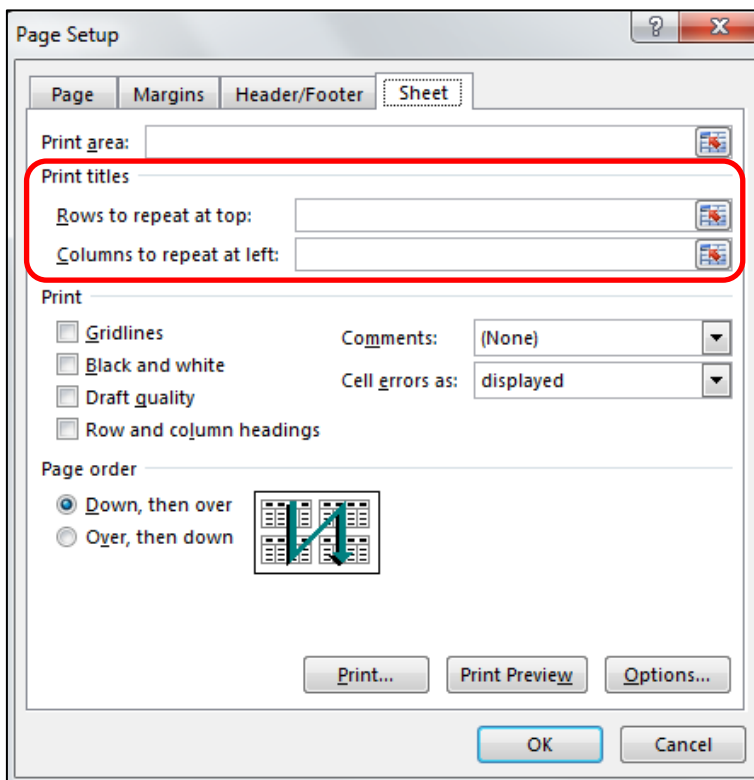 Page Setup
Page Margins Header/Footer Sheet
Print area:
Print titles
Rows to repeat at top:
Columns to repeat at left:
Print
Gridlines Comments: (None)
Black and white
Cell errors as: displayed
Draft quality
Row and column headings
Page order
Down, then over
Over, then down
Print... Print Preview Options...
OK Cancel